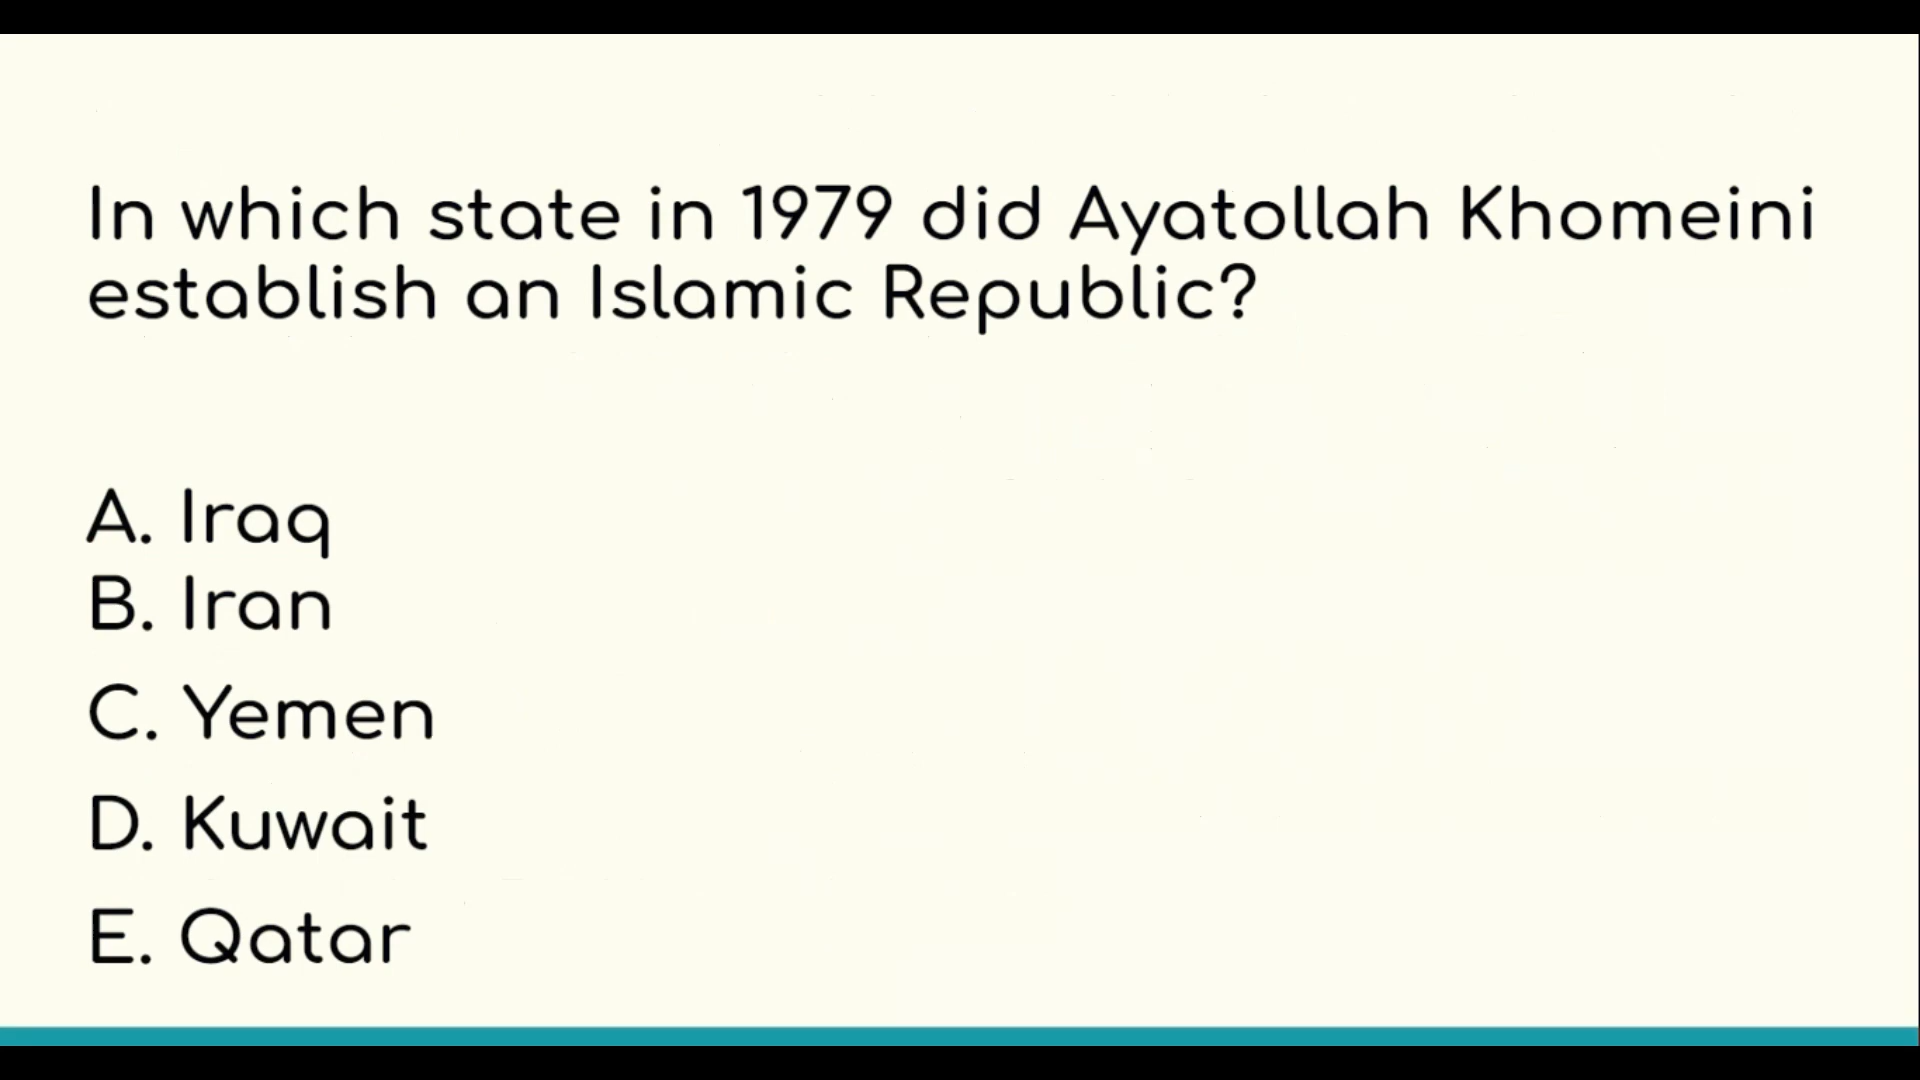 In which state in 1979 did Ayatollah Khomeini
establish an Islamic Republic?
A. Iraq
B. Iran
C. Yemen
D. Kuwait
E. Qatar